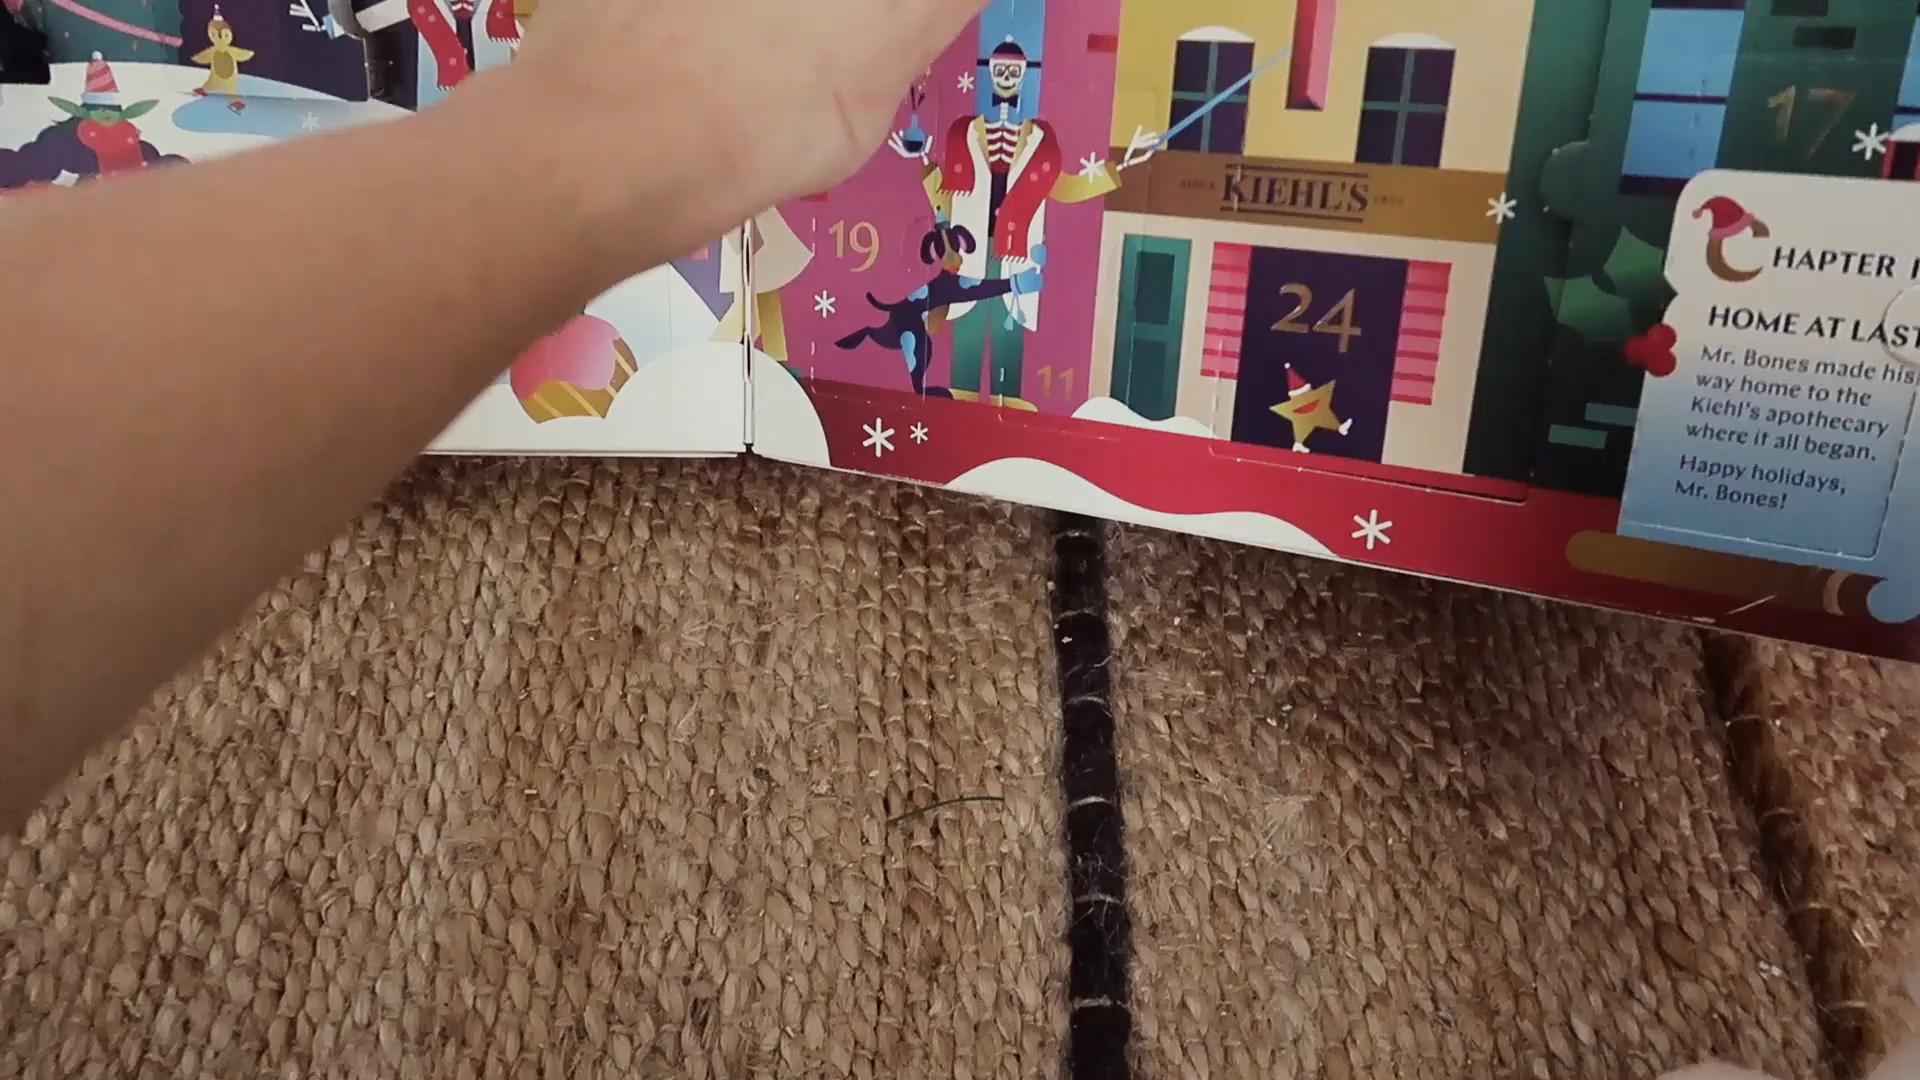 17
KIEHL'S
19
24
11
CHAPTER
HOME AT LAST
Mr. Bones made his
way home to the
Kiehl's apothecary
where it all began.
Happy holidays,
Mr. Bones!